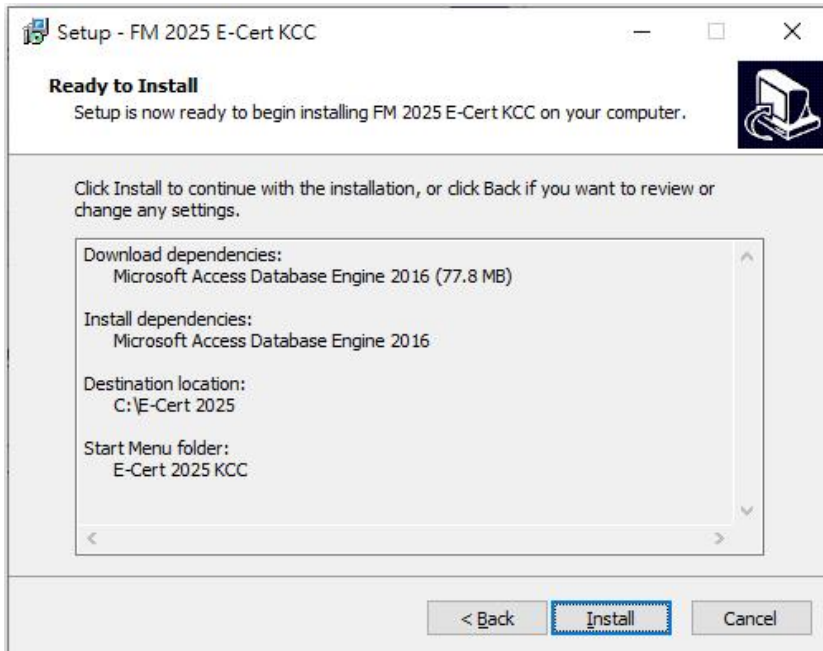 Setup - FM 2025 E-Cert KCC
Ready to Install
Setup is now ready to begin installing FM 2025 E-Cert KCC on your computer.
Click Install to continue with the installation, or click Back if you want to review or
change any settings.
Download dependencies:
Microsoft Access Database Engine 2016 (77.8 MB)
Install dependencies:
Microsoft Access Database Engine 2016
Destination location:
C:\E-Cert 2025
Start Menu folder:
E-Cert 2025 KCC
< Back
Install
Cancel